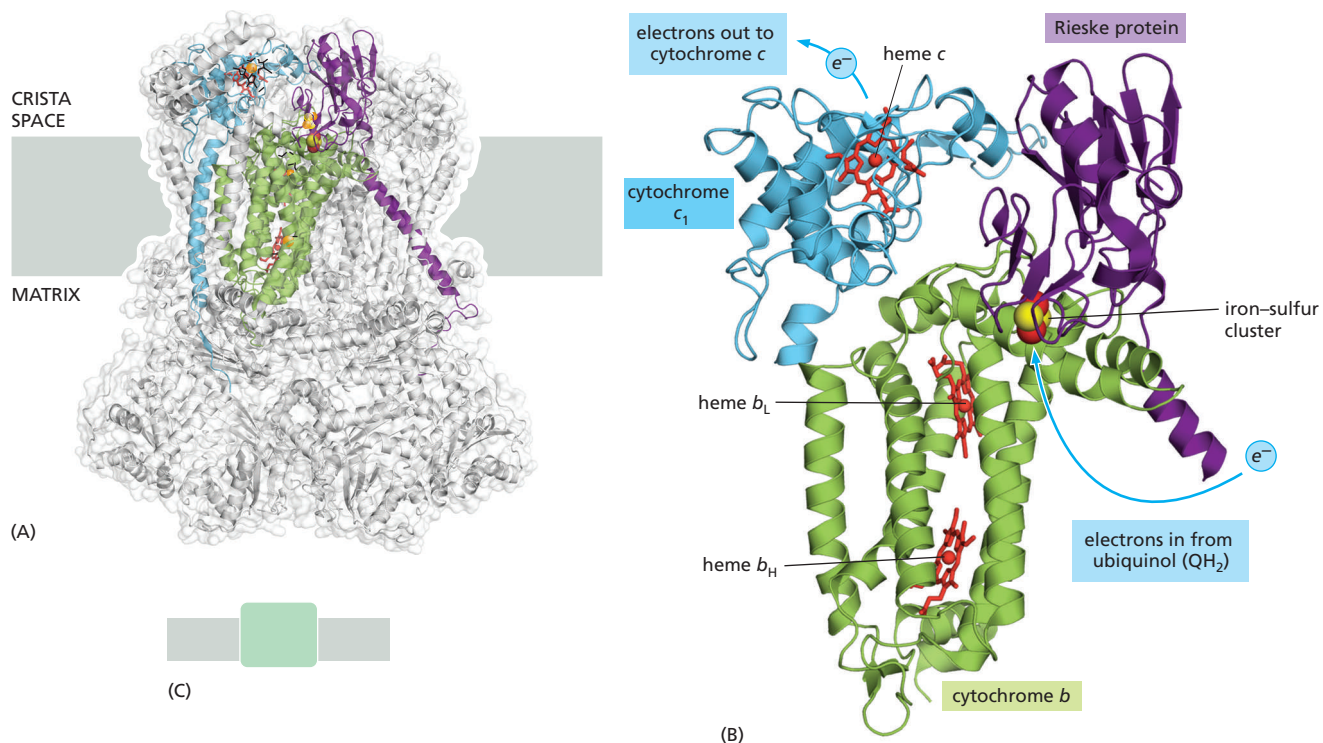 CRISTA
SPACE
MATRIX
(A)
(C)
electrons out to
cytochrome c
e–
heme c
Rieske protein
cytochrome
c1
iron–sulfur
cluster
heme bL
e–
heme bH
electrons in from
ubiquinol (QH2)
cytochrome b
(B)